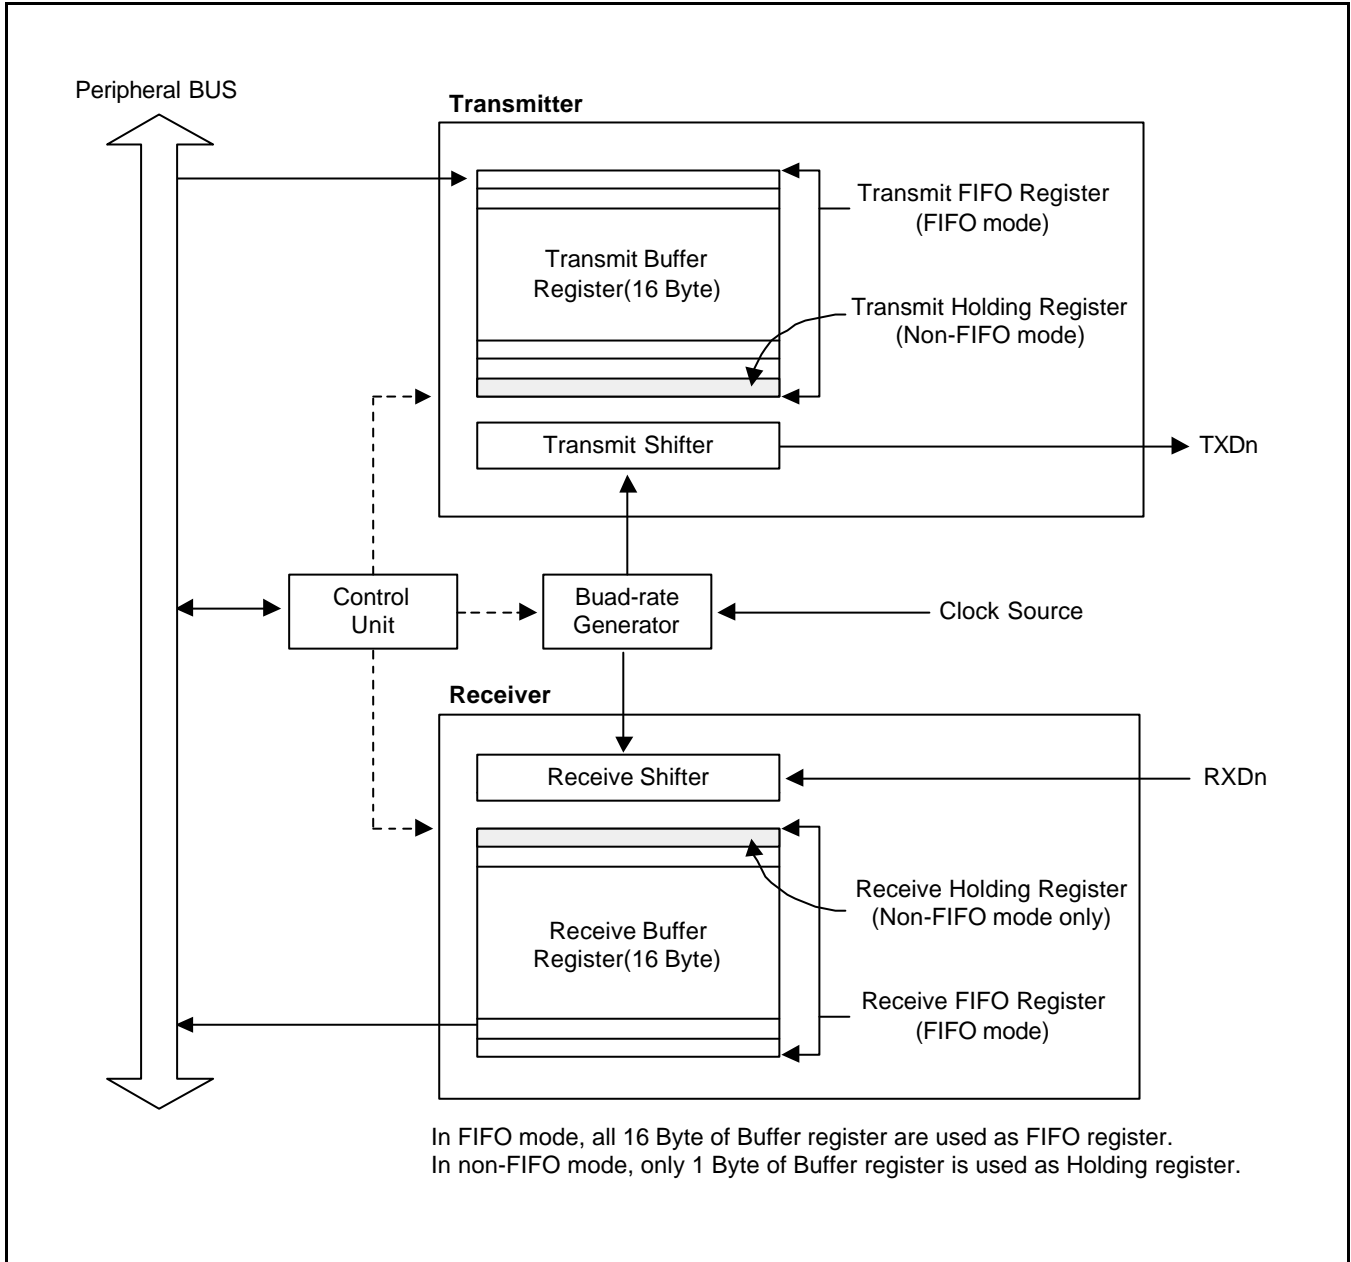 Peripheral BUS
Transmitter
Transmit FIFO Register
(FIFO mode)
Transmit Buffer
Register(16 Byte)
Transmit Holding Register
(Non-FIFO mode)
Transmit Shifter
TXDn
Control
Unit
Buad-rate
Generator
Clock Source
Receiver
Receive Shifter
RXDn
Receive Holding Register
(Non-FIFO mode only)
Receive Buffer
Register(16 Byte)
Receive FIFO Register
(FIFO mode)
In FIFO mode, all 16 Byte of Buffer register are used as FIFO register.
In non-FIFO mode, only 1 Byte of Buffer register is used as Holding register.